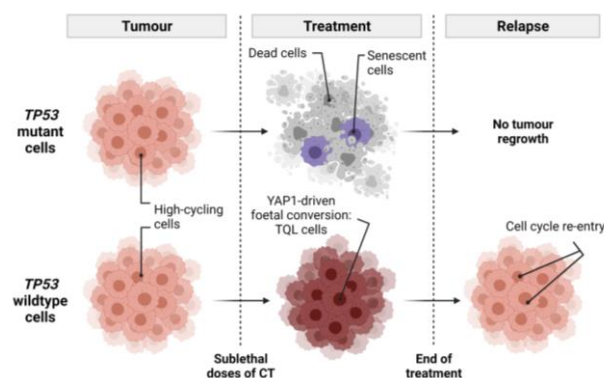 Tumour
Treatment
Relapse
Dead cells
Senescent
cells
TP53
mutant
cells
No tumour
regrowth
High-cycling
cells
YAP1-driven
foetal conversion:
TQL cells
Cell cycle re-entry
TP53
wildtype
cells
Sublethal
doses of CT
End of
treatment